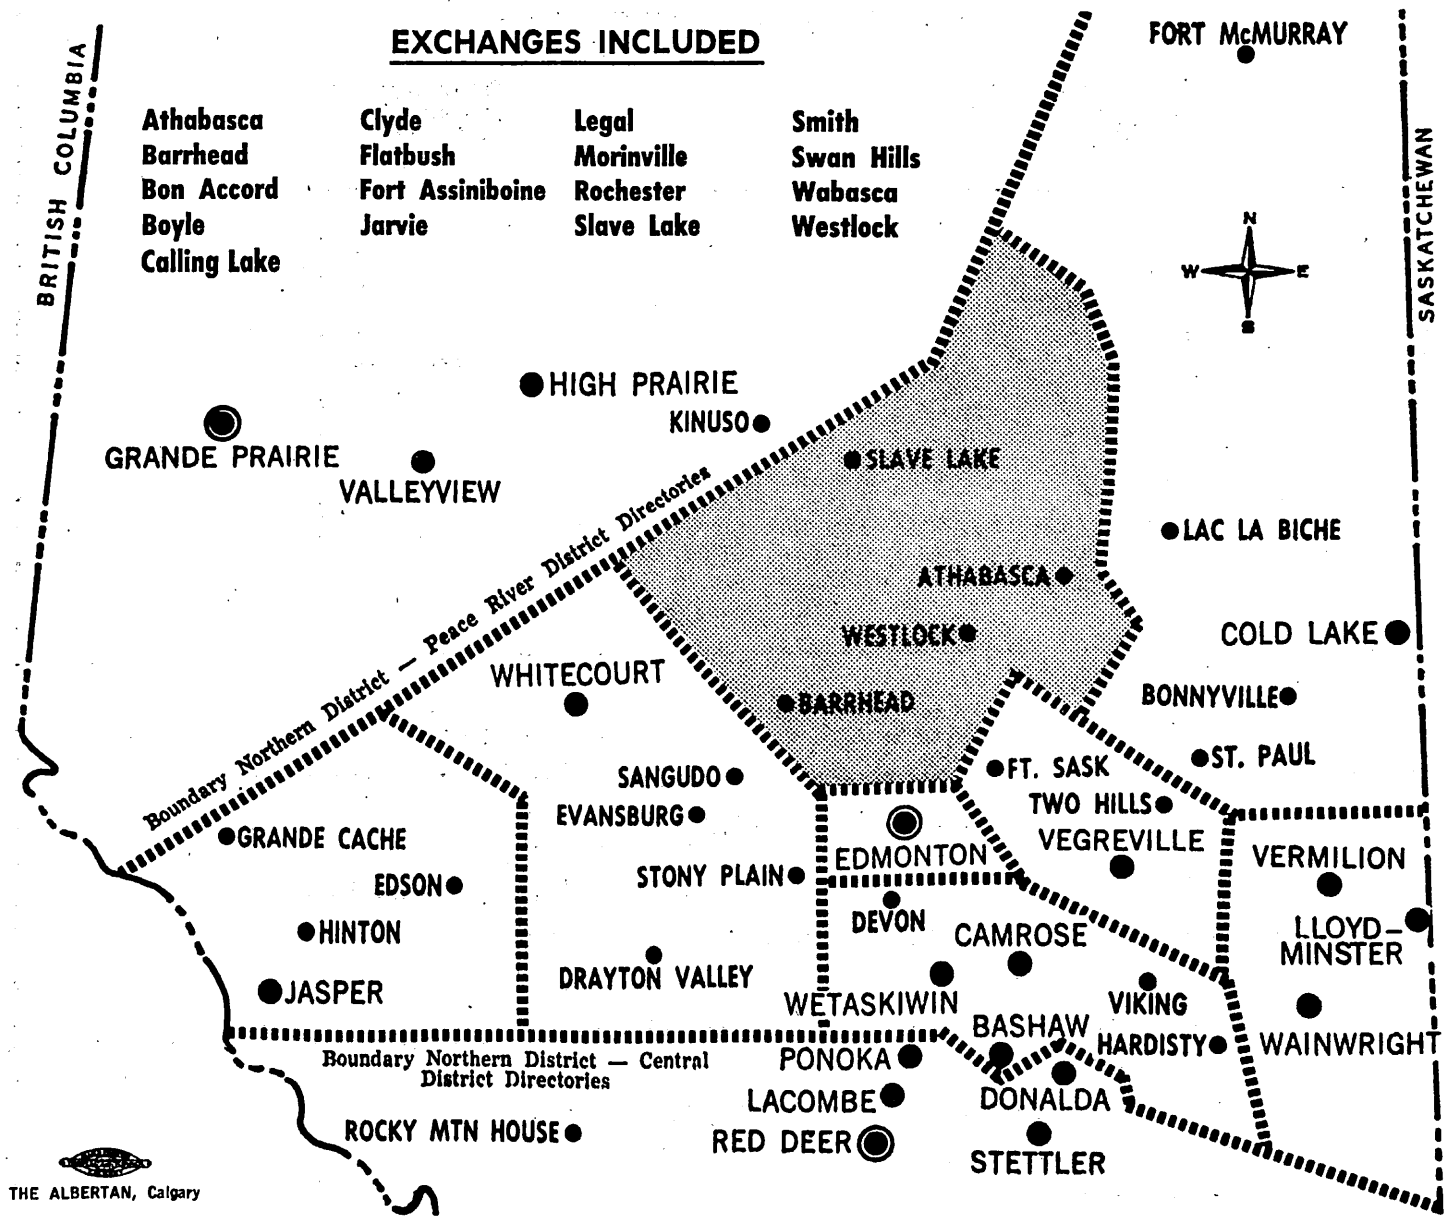 EXCHANGES INCLUDED
FORT McMURRAY
BRITISH COLUMBIA
SASKATCHEWAN
Athabasca
Barrhead
Bon Accord
Boyle
Calling Lake
Clyde
Flatbush
Fort Assiniboine
Jarvie
Legal
Morinville
Rochester
Slave Lake
Smith
Swan Hills
Wabasca
Westlock
N
W
E
S
HIGH PRAIRIE
KINUSO
GRANDE PRAIRIE
VALLEYVIEW
SLAVE LAKE
Boundary Northern District — Peace River District Directories
LAC LA BICHE
ATHABASCA
WESTLOCK
COLD LAKE
WHITECOURT
BARRHEAD
BONNYVILLE
SANGUDO
FT. SASK
ST. PAUL
EVANSBURG
TWO HILLS
GRANDE CACHE
EDMONTON
VEGREVILLE
VERMILION
EDSON
STONY PLAIN
HINTON
DEVON
CAMROSE
LLOYD-
MINSTER
DRAYTON VALLEY
JASPER
WETASKIWIN
VIKING
BASHAW
HARDISTY
WAINWRIGHT
Boundary Northern District — Central
District Directories
PONOKA
LACOMBE
DONALDA
ROCKY MTN HOUSE
RED DEER
STETTLER
THE ALBERTAN, Calgary